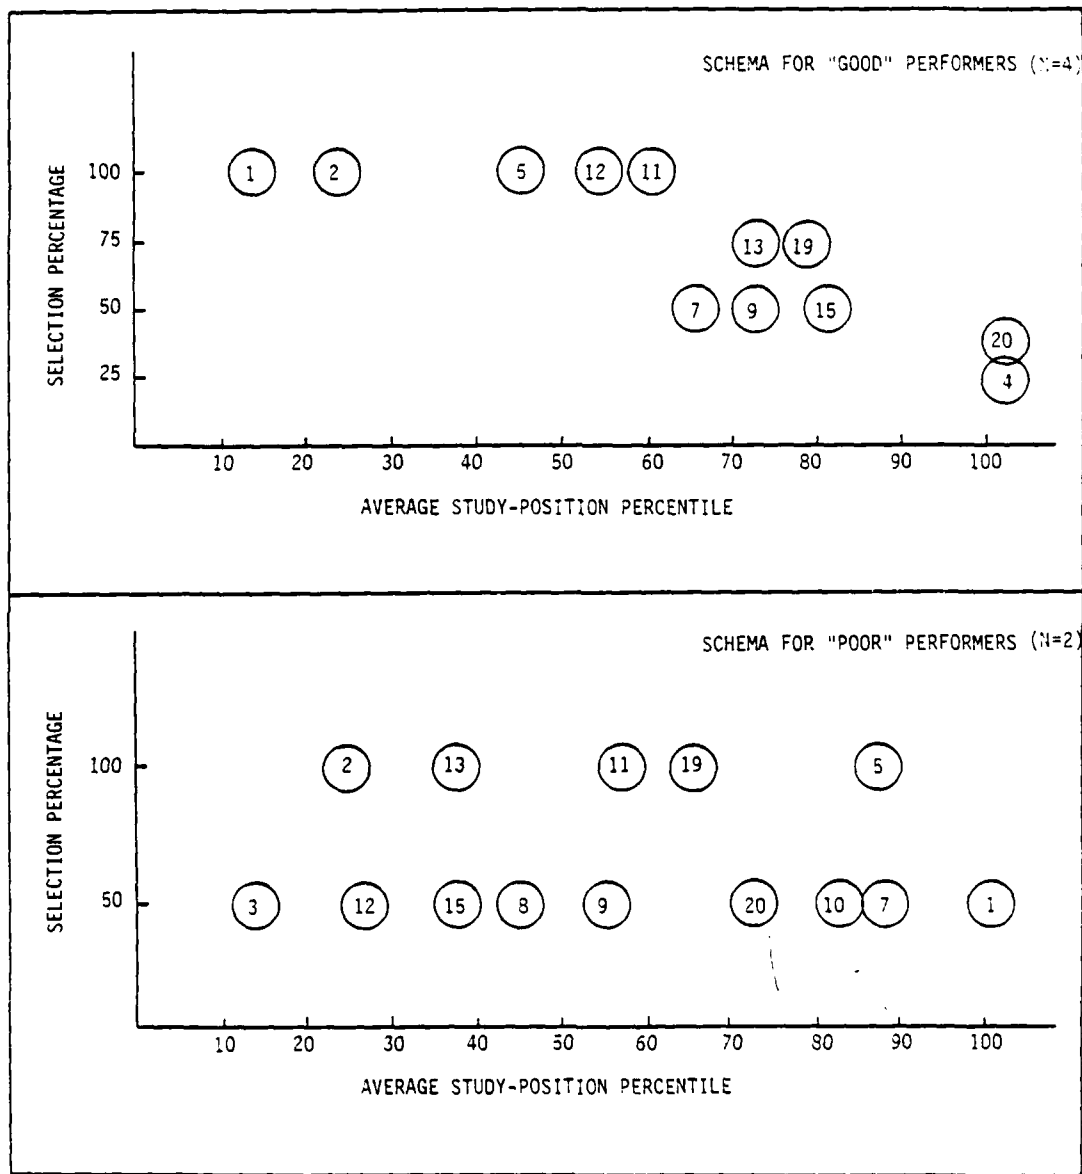 SCHEMA FOR "GOOD" PERFORMERS (N=4)
SELECTION PERCENTAGE
100
75
50
25
1 2 5 12 11
13 19
7 9 15
20
4
10 20 30 40 50 60 70 80 90 100
AVERAGE STUDY-POSITION PERCENTILE
SCHEMA FOR "POOR" PERFORMERS (N=2)
SELECTION PERCENTAGE
100
50
2 13 11 19 5
3 12 15 8 9 20 10 7 1
10 20 30 40 50 60 70 80 90 100
AVERAGE STUDY-POSITION PERCENTILE